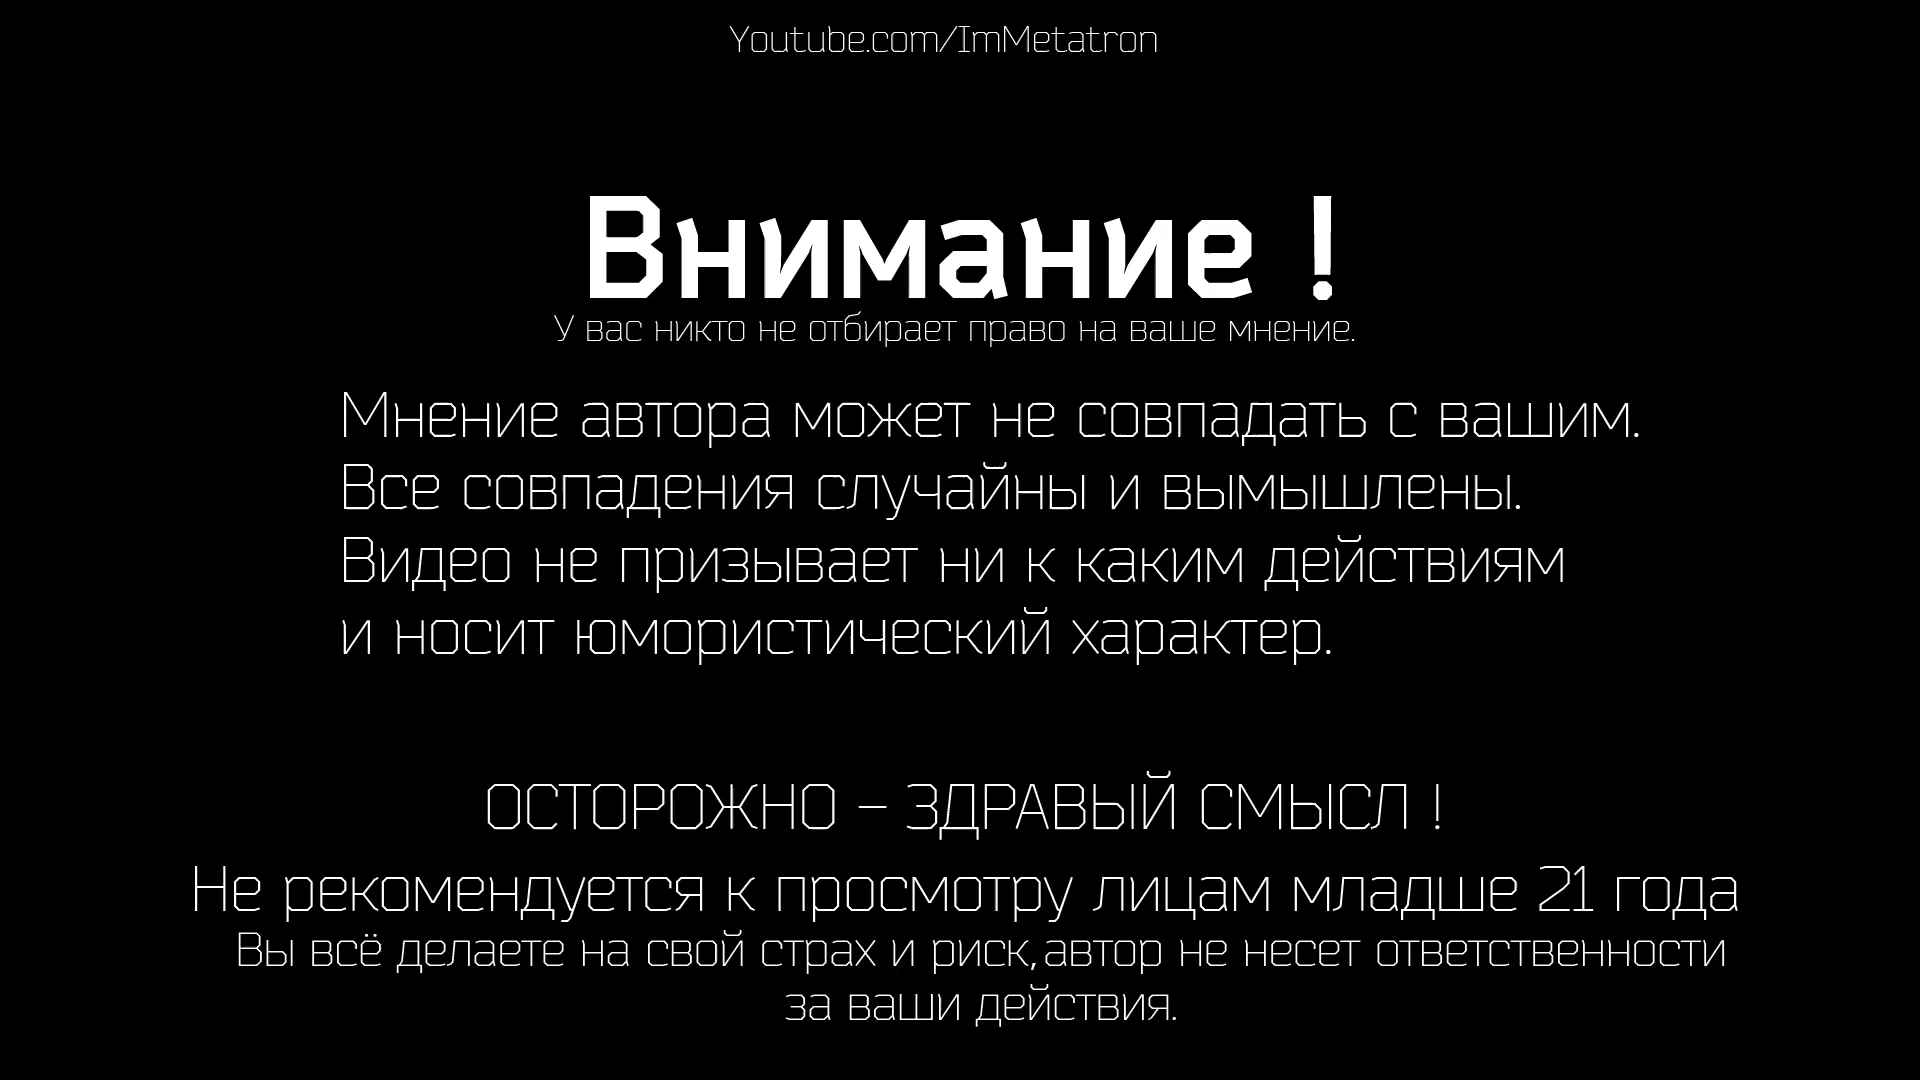 Youtube.com/ImMetatron
Внимание !
У вас никто не отбирает право на ваше мнение.
Мнение автора может не совпадать с вашим.
Все совпадения случайны и вымышлены.
Видео не призывает ни к каким действиям
и носит юмористический характер.
ОСТОРОЖНО – ЗДРАВЫЙ СМЫСЛ !
Не рекомендуется к просмотру лицам младше 21 года
Вы всё делаете на свой страх и риск,автор не несет ответственности
за ваши действия.